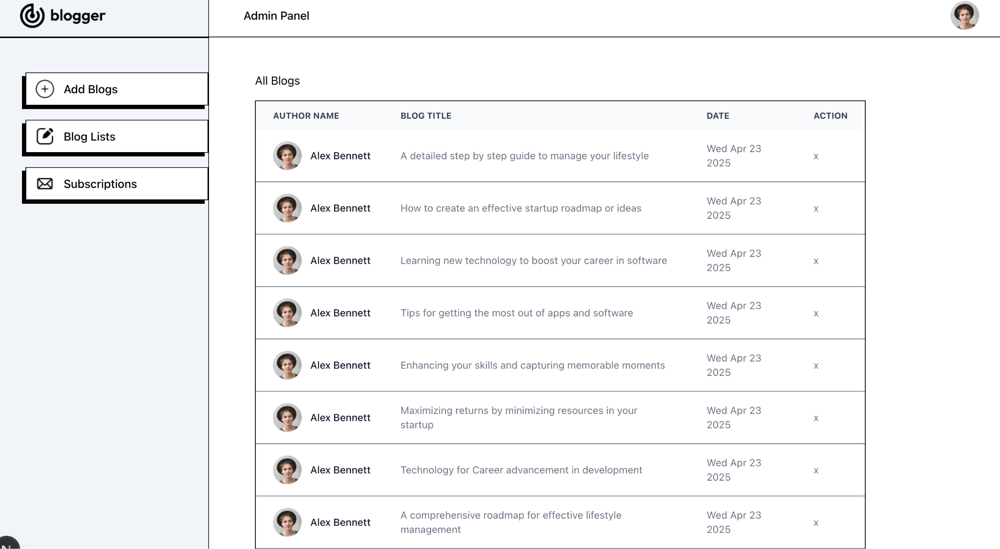 blogger
Admin Panel
Add Blogs
Blog Lists
Subscriptions
All Blogs
AUTHOR NAME BLOG TITLE DATE ACTION
Alex Bennett A detailed step by step guide to manage your lifestyle Wed Apr 23
2025 x
Alex Bennett How to create an effective startup roadmap or ideas Wed Apr 23
2025 x
Alex Bennett Learning new technology to boost your career in software Wed Apr 23
2025 x
Alex Bennett Tips for getting the most out of apps and software Wed Apr 23
2025 x
Alex Bennett Enhancing your skills and capturing memorable moments Wed Apr 23
2025 x
Alex Bennett Maximizing returns by minimizing resources in your
startup Wed Apr 23
2025 x
Alex Bennett Technology for Career advancement in development Wed Apr 23
2025 x
Alex Bennett A comprehensive roadmap for effective lifestyle
management Wed Apr 23
2025 x